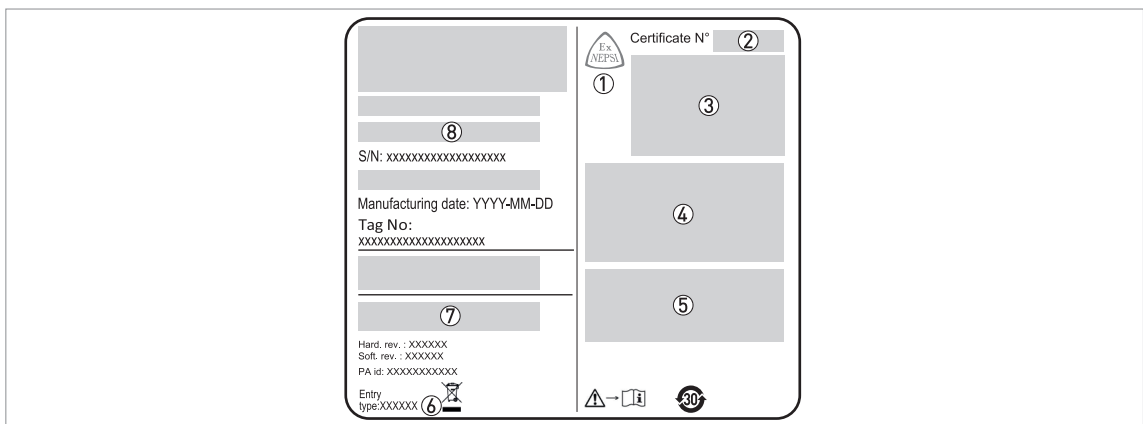 ⑧
S/N: xxxxxxxxxxxxxxxxxxx
Manufacturing date: YYYY-MM-DD
Tag No:
xxxxxxxxxxxxxxxxxxxx
⑦
Hard. rev. : XXXXXX
Soft. rev. : XXXXXX
PA id: XXXXXXXXXXX
Entry
type:XXXXXX ⑥
Ex
NEPSI
①
Certificate N° ②
③
④
⑤
i
30